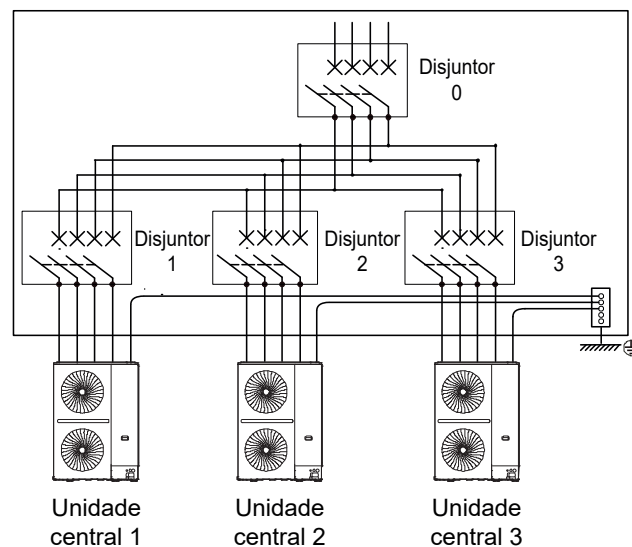 Disjuntor
0
Disjuntor
1
Disjuntor
2
Disjuntor
3
Unidade
central 1
Unidade
central 2
Unidade
central 3